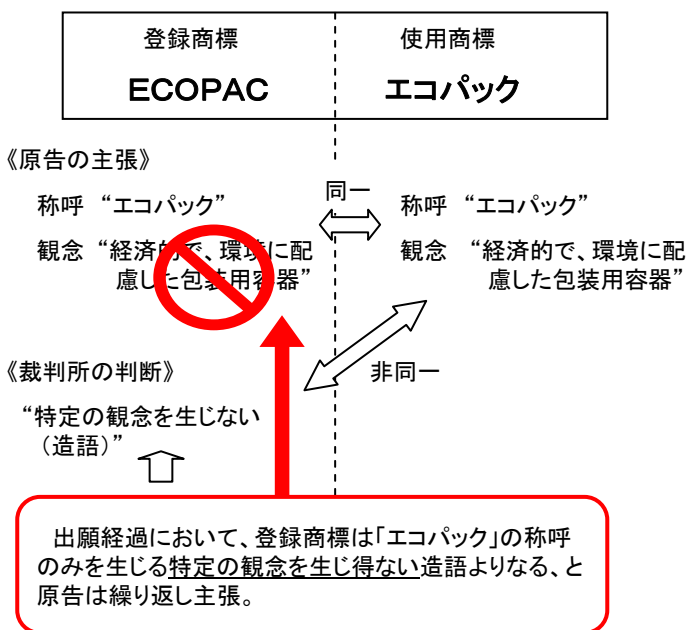 登録商標 使用商標
ECOPAC エコパック
《原告の主張》
称呼 “エコパック” 同一 称呼 “エコパック”
観念 “経済的で、環境に配 観念 “経済的で、環境に配
慮した包装用容器” 慮した包装用容器”
《裁判所の判断》 非同一
“特定の観念を生じない
(造語)”
出願経過において、登録商標は「エコパック」の称呼
のみを生じる特定の観念を生じ得ない造語よりなる、と
原告は繰り返し主張。